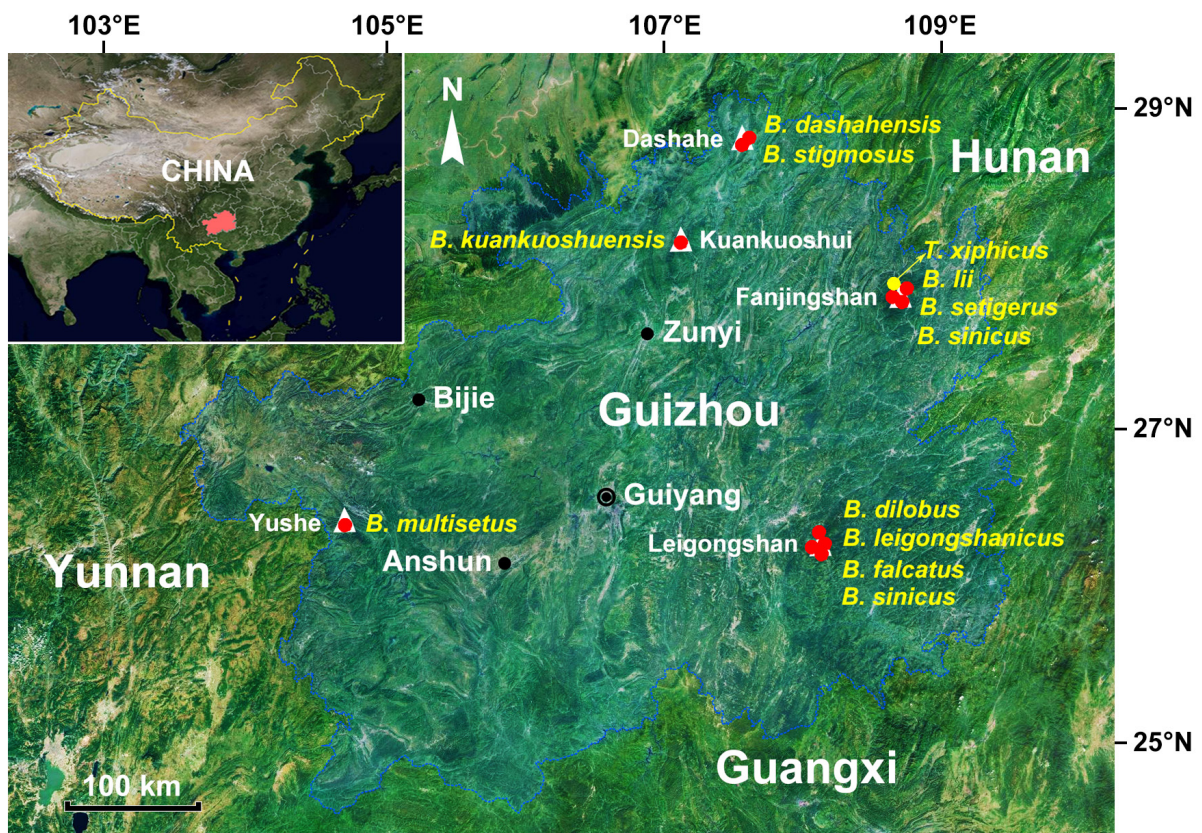 103°E 105°E 107°E 109°E
N
29°N
CHINA
Dashahe
B. dashahensis
B. stigmosus
Hunan
B. kuankuoshuensis
Kuankuoshui
T. xiphicus
B. lii
Fanjingshan
B. setigerus
B. sinicus
Zunyi
Bijie
Guizhou
27°N
Guiyang
Yushe
B. multisetus
B. dilobus
B. leigongshanicus
Leigongshan
B. falcatus
B. sinicus
Anshun
Yunnan
25°N
Guangxi
100 km